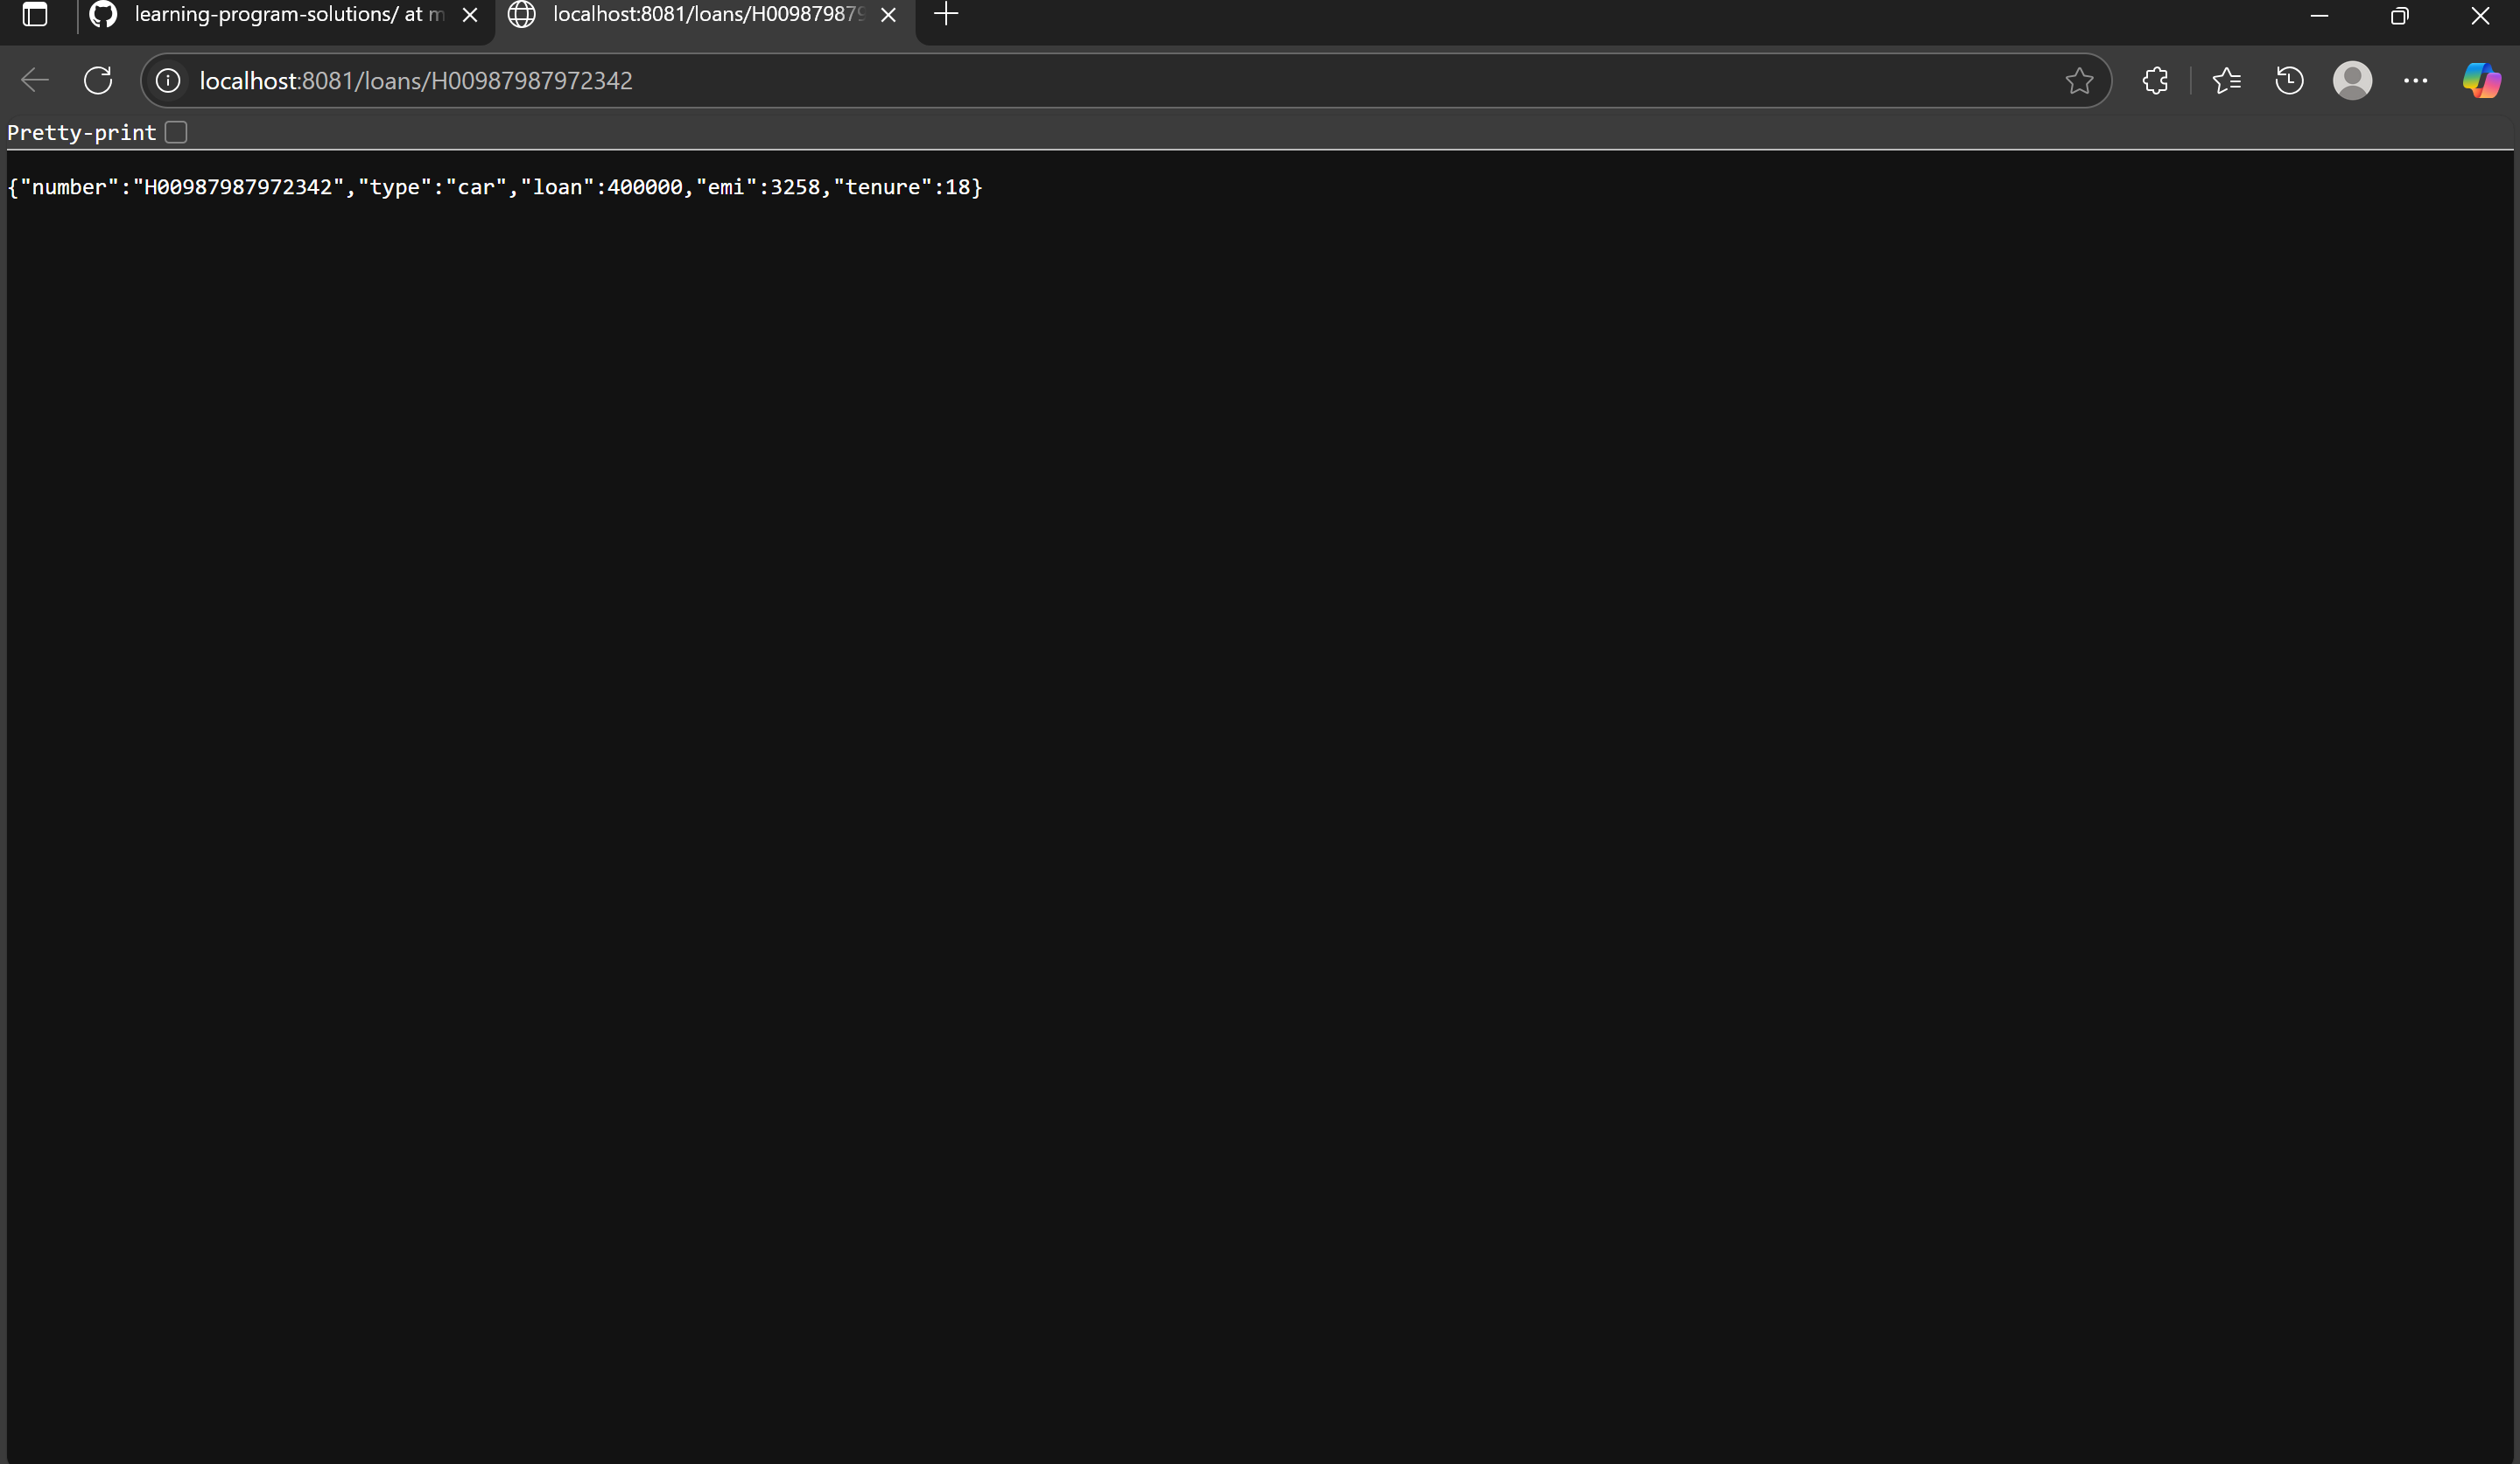 learning-program-solutions/ at m
localhost:8081/loans/H009879879
localhost:8081/loans/H00987987972342
Pretty-print
{"number":"H00987987972342","type":"car","loan":400000,"emi":3258,"tenure":18}